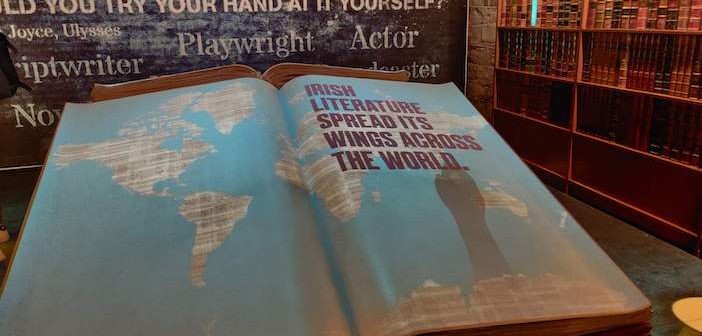 LD YOU TRY YOUR HAND AT IT YOURSELF?
Joyce, Ulysses
Playwright Actor
riptwriter
Nov
IRISH
LITERATURE
SPREAD ITS
WINGS ACROSS
THE WORLD.